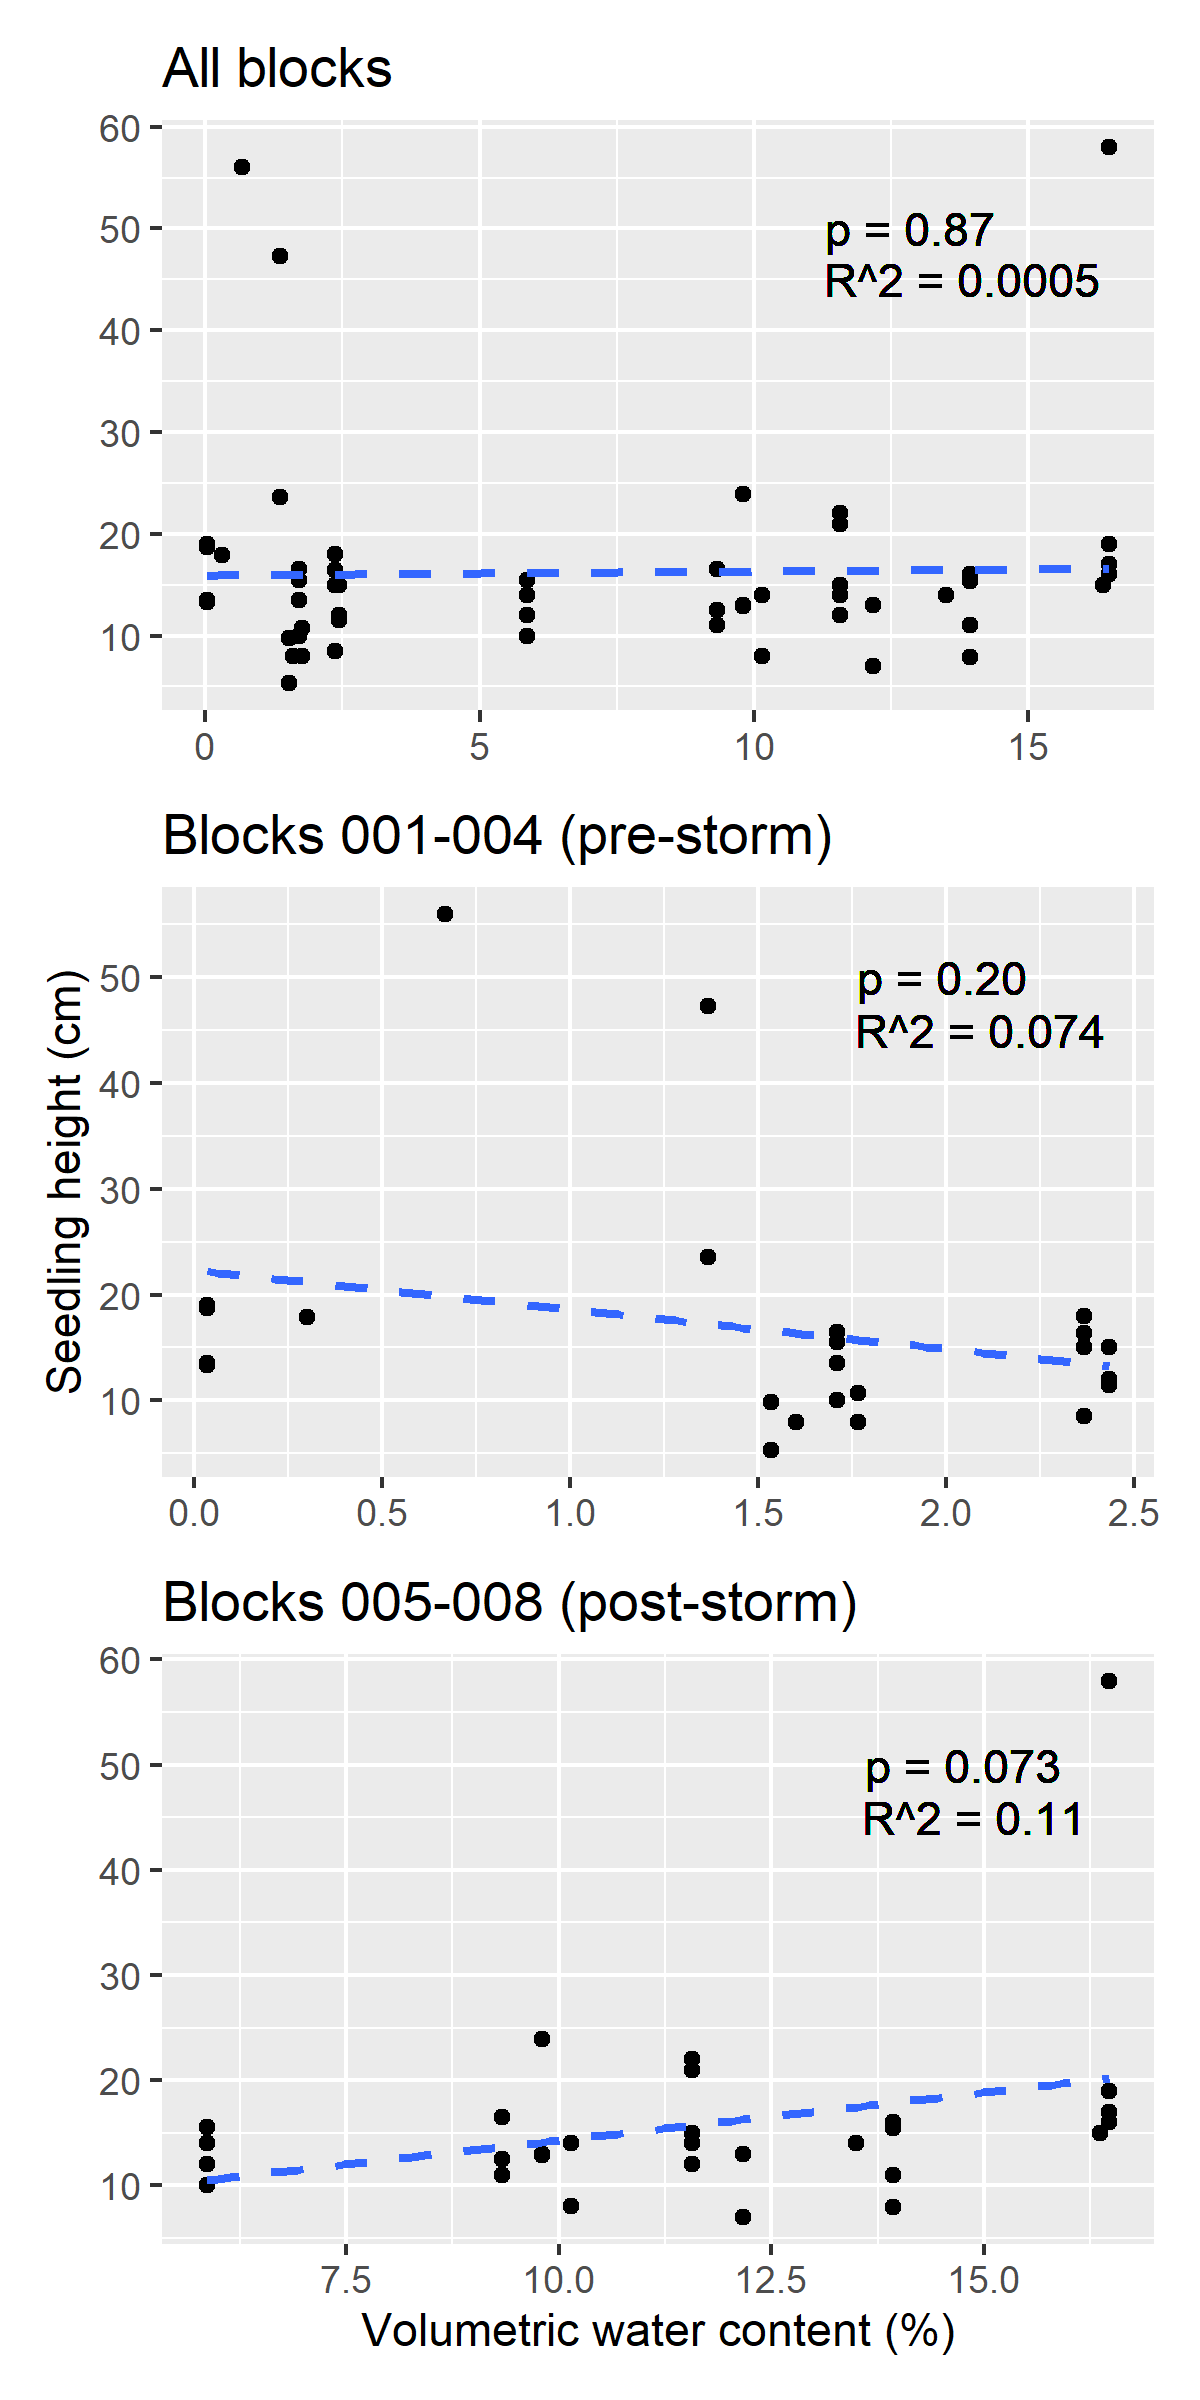 All blocks
60
50
40
30
20
10
p = 0.87
R^2 = 0.0005
0 5 10 15
Blocks 001-004 (pre-storm)
Seedling height (cm)
50
40
30
20
10
p = 0.20
R^2 = 0.074
0.0 0.5 1.0 1.5 2.0 2.5
Blocks 005-008 (post-storm)
60
50
40
30
20
10
p = 0.073
R^2 = 0.11
7.5 10.0 12.5 15.0
Volumetric water content (%)